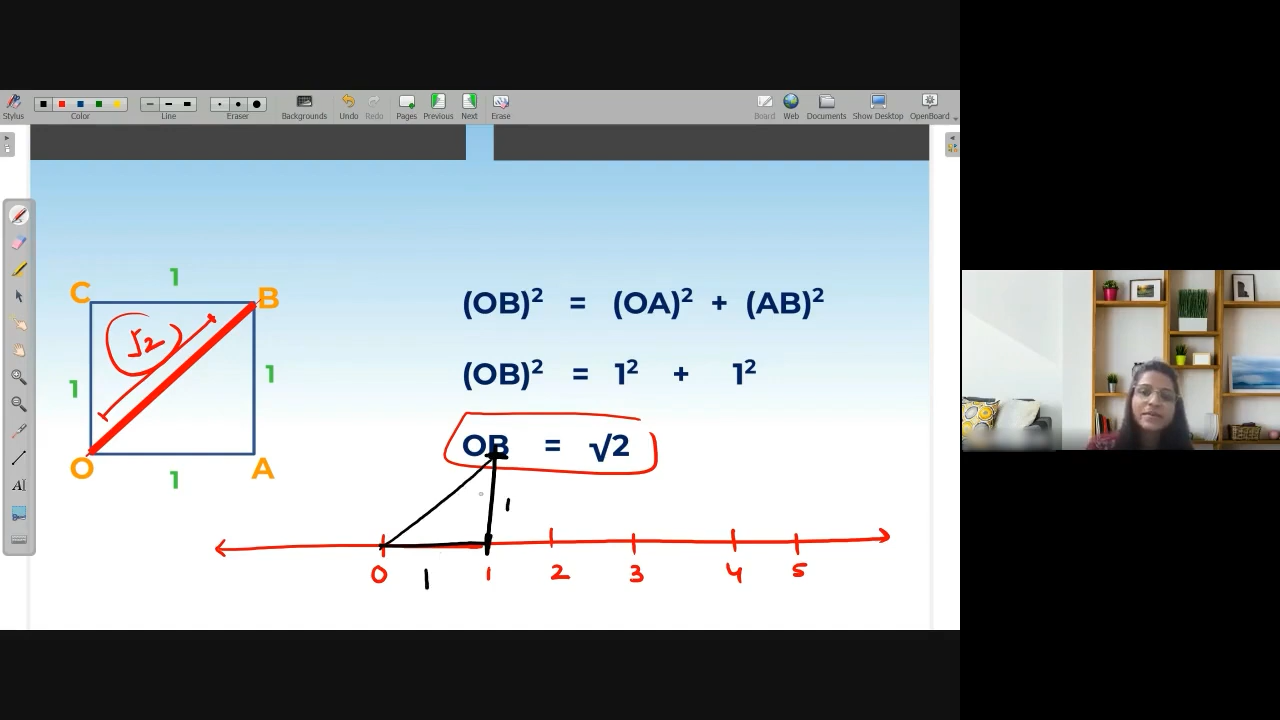 Stylus
Color
Line
Eraser
Backgrounds
Undo
Redo
Pages
Previous
Next
Erase
Board
Web
Documents
Show Desktop
OpenBoard
C
1
B
√2
1
1
O
1
A
(OB)² = (OA)² + (AB)²
(OB)² = 1² + 1²
OB = √2
1
0 1 1 2 3 4 5